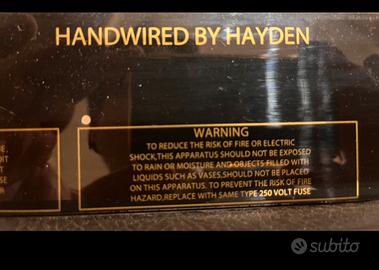 HANDWIRED BY HAYDEN
WARNING
TO REDUCE THE RISK OF FIRE OR ELECTRIC
SHOCK,THIS APPARATUS SHOULD NOT BE EXPOSED
TO RAIN OR MOISTURE AND OBJECTS FILLED WITH
LIQUIDS SUCH AS VASES,SHOULD NOT BE PLACED
ON THIS APPARATUS. TO PREVENT THE RISK OF FIRE
HAZARD,REPLACE WITH SAME TYPE 250 VOLT FUSE
subito